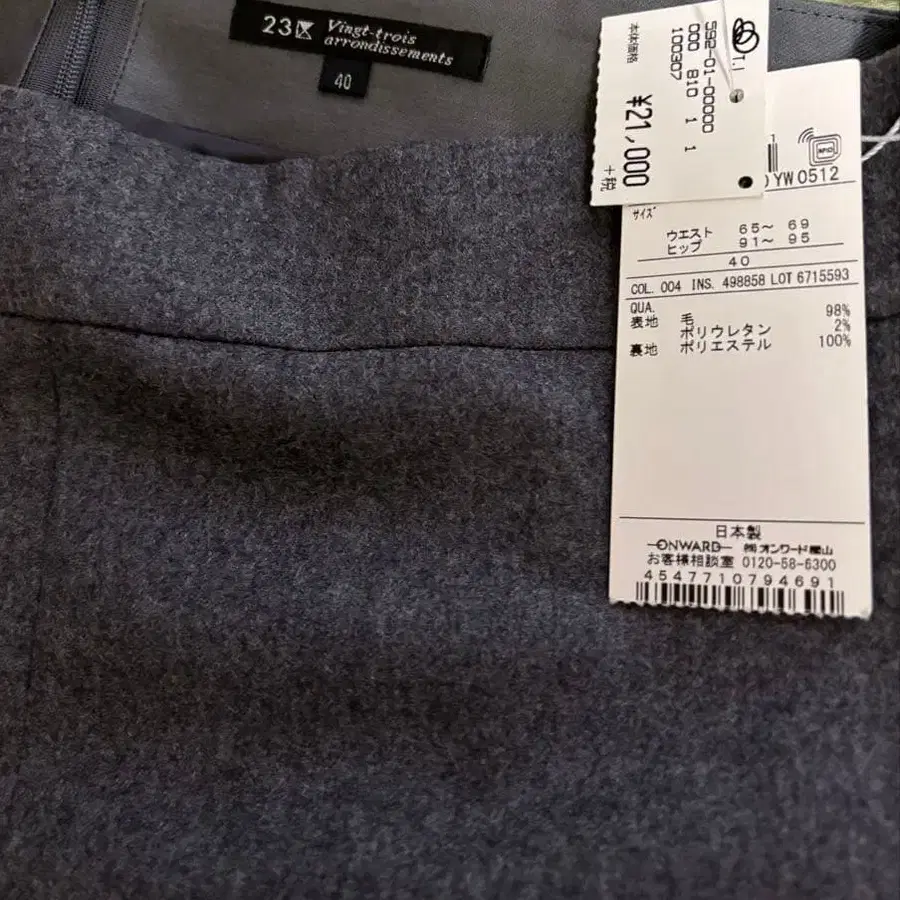 23区 Vingt-trois
arrondissements
40
T.I
592-01-00000
000 810 1 1
100307
本体価格
¥21,000
+税
YW0512
サイズ
ウエスト 65~ 69
ヒップ 91~ 95
40
COL. 004 INS. 498858 LOT 6715593
QUA.
表地 毛 98%
ポリウレタン 2%
裏地 ポリエステル 100%
日本製
ONWARD ㈱オンワード樫山
お客様相談室 0120-58-6300
4547710794691